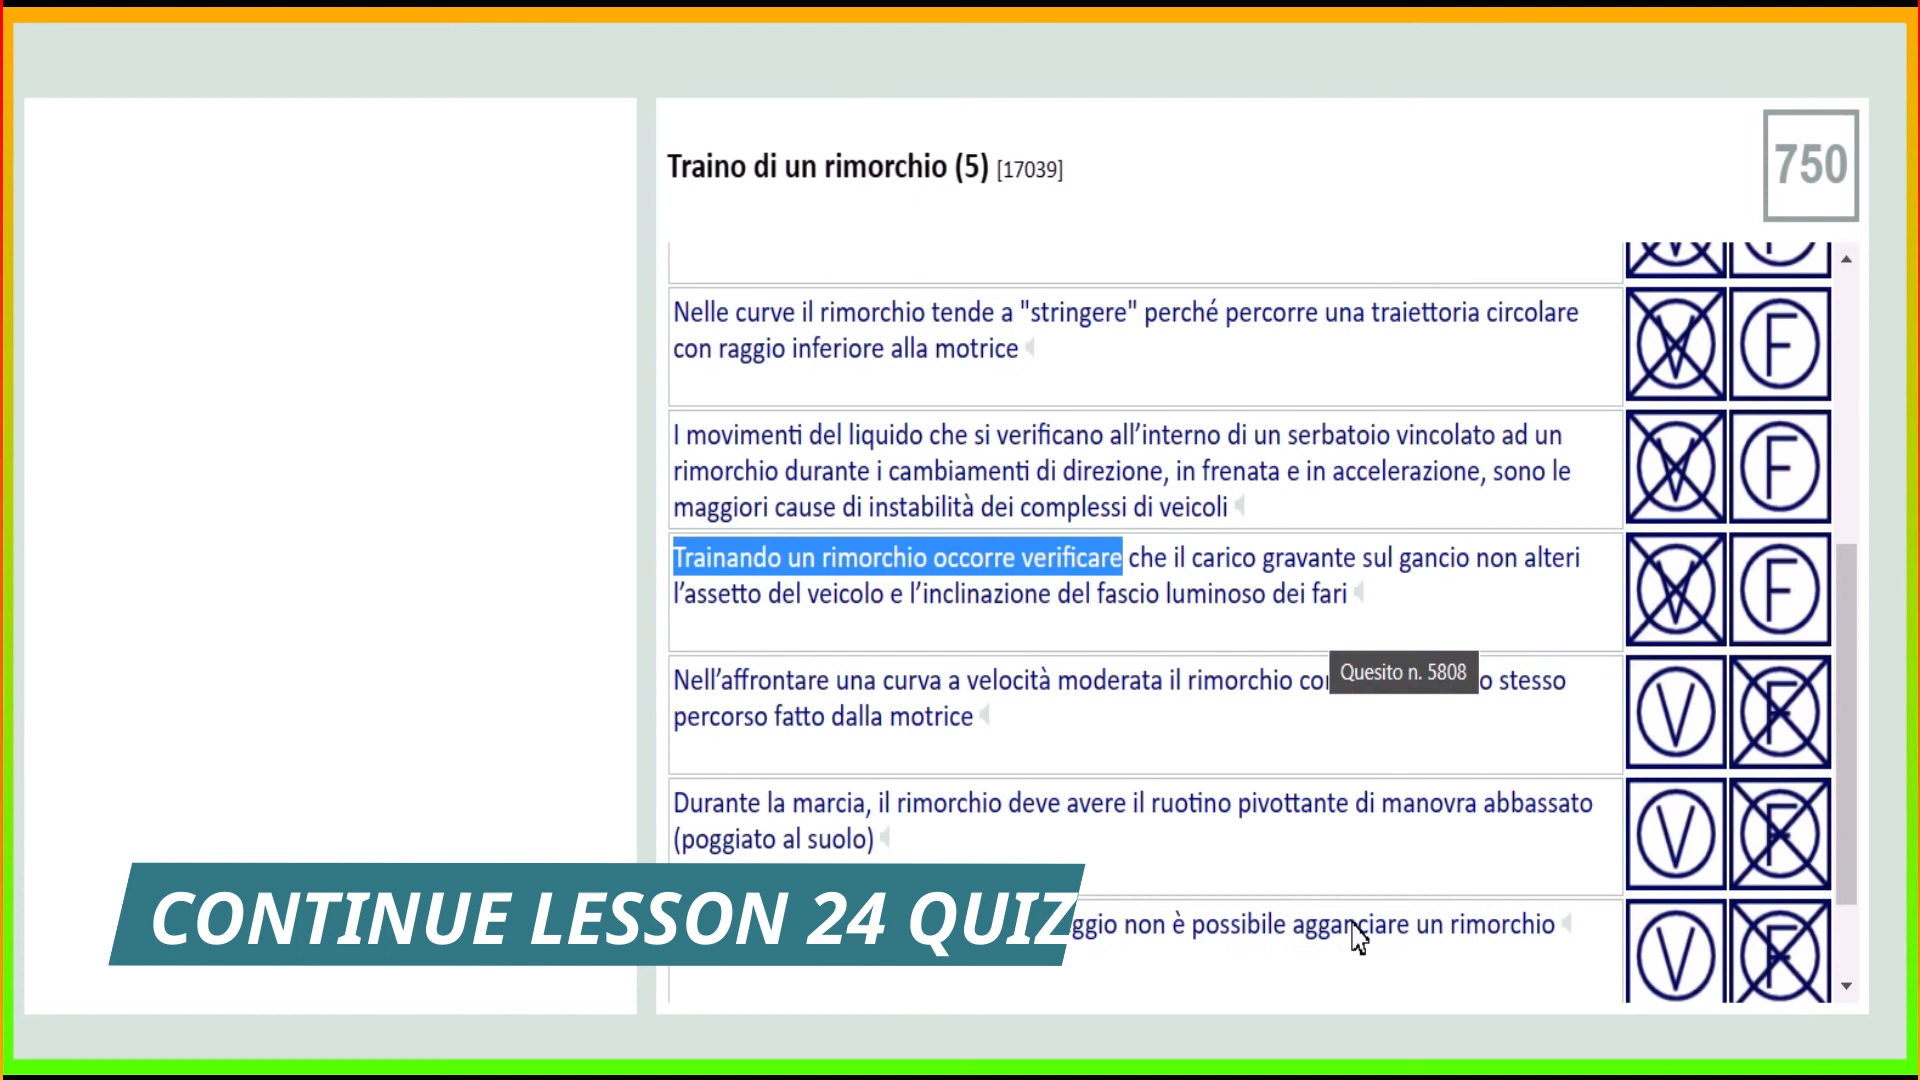 Traino di un rimorchio (5) [17039]
750
V F
Nelle curve il rimorchio tende a "stringere" perché percorre una traiettoria circolare
con raggio inferiore alla motrice
V F
I movimenti del liquido che si verificano all’interno di un serbatoio vincolato ad un
rimorchio durante i cambiamenti di direzione, in frenata e in accelerazione, sono le
maggiori cause di instabilità dei complessi di veicoli
V F
Trainando un rimorchio occorre verificare che il carico gravante sul gancio non alteri
l’assetto del veicolo e l’inclinazione del fascio luminoso dei fari
V F
Quesito n. 5808
Nell’affrontare una curva a velocità moderata il rimorchio stesso
percorso fatto dalla motrice
V F
Durante la marcia, il rimorchio deve avere il ruotino pivottante di manovra abbassato
(poggiato al suolo)
V F
non è possibile agganciare un rimorchio
V F
CONTINUE LESSON 24 QUIZ